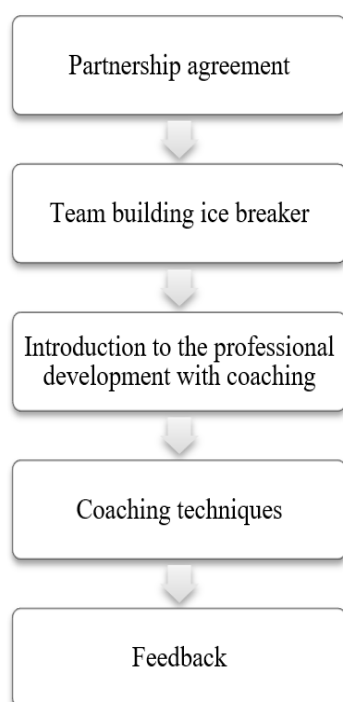 Partnership agreement
Team building ice breaker
Introduction to the professional
development with coaching
Coaching techniques
Feedback